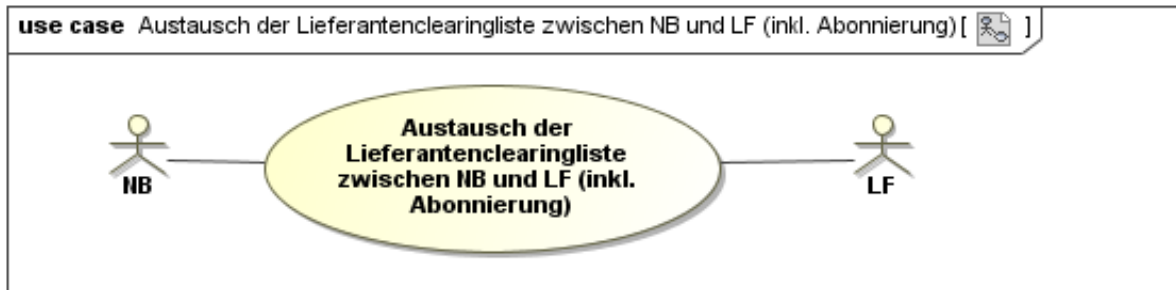 use case Austausch der Lieferantenclearingliste zwischen NB und LF (inkl. Abonnierung)[ ]
Austausch der
Lieferantenclearingliste
zwischen NB und LF (inkl.
Abonnierung)
NB
LF